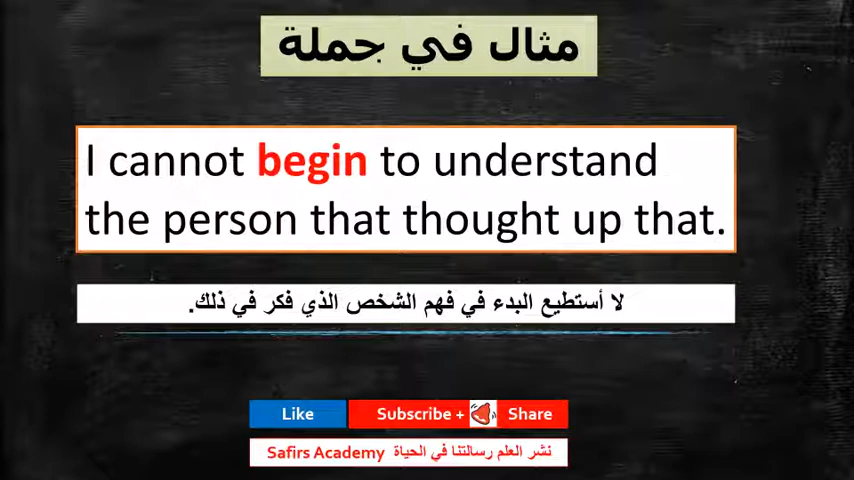 مثال في جملة
I cannot begin to understand
the person that thought up that.
لا أستطيع البدء في فهم الشخص الذي فكر في ذلك.
Like Subscribe + Share
نشر العلم رسالتنا في الحياة Safirs Academy